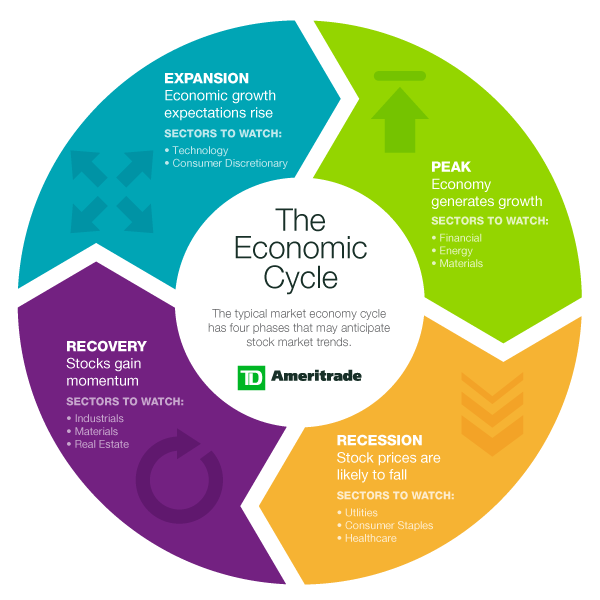 EXPANSION
Economic growth
expectations rise
SECTORS TO WATCH:
• Technology
• Consumer Discretionary
PEAK
Economy
generates growth
SECTORS TO WATCH:
• Financial
• Energy
• Materials
The
Economic
Cycle
The typical market economy cycle
has four phases that may anticipate
stock market trends.
TD Ameritrade
RECOVERY
Stocks gain
momentum
SECTORS TO WATCH:
• Industrials
• Materials
• Real Estate
RECESSION
Stock prices are
likely to fall
SECTORS TO WATCH:
• Utlities
• Consumer Staples
• Healthcare